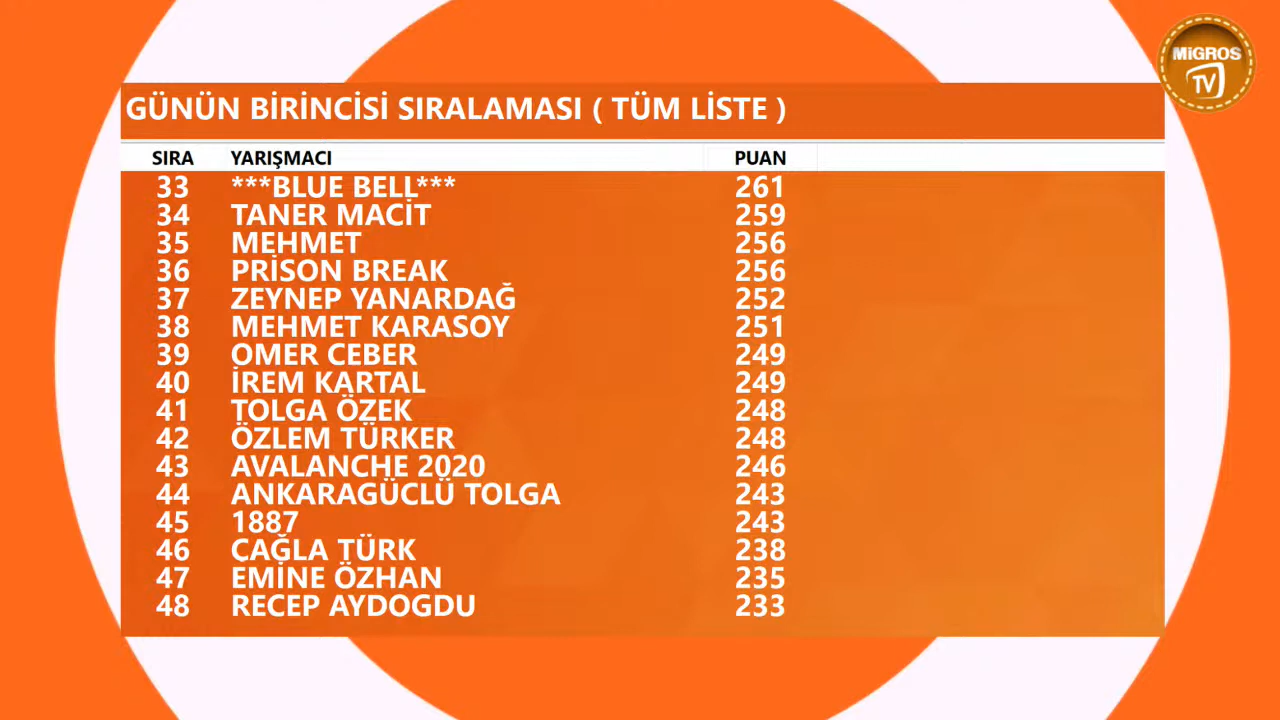 MiGROS
TV
GÜNÜN BİRİNCİSİ SIRALAMASI ( TÜM LİSTE )
SIRA YARIŞMACI PUAN
33 ***BLUE BELL*** 261
34 TANER MACİT 259
35 MEHMET 256
36 PRİSON BREAK 256
37 ZEYNEP YANARDAĞ 252
38 MEHMET KARASOY 251
39 ÖMER CEBER 249
40 İREM KARTAL 249
41 TOLGA ÖZEK 248
42 ÖZLEM TÜRKER 248
43 AVALANCHE 2020 246
44 ANKARAGÜCLÜ TOLGA 243
45 1887 243
46 ÇAĞLA TÜRK 238
47 EMİNE ÖZHAN 235
48 RECEP AYDOGDU 233